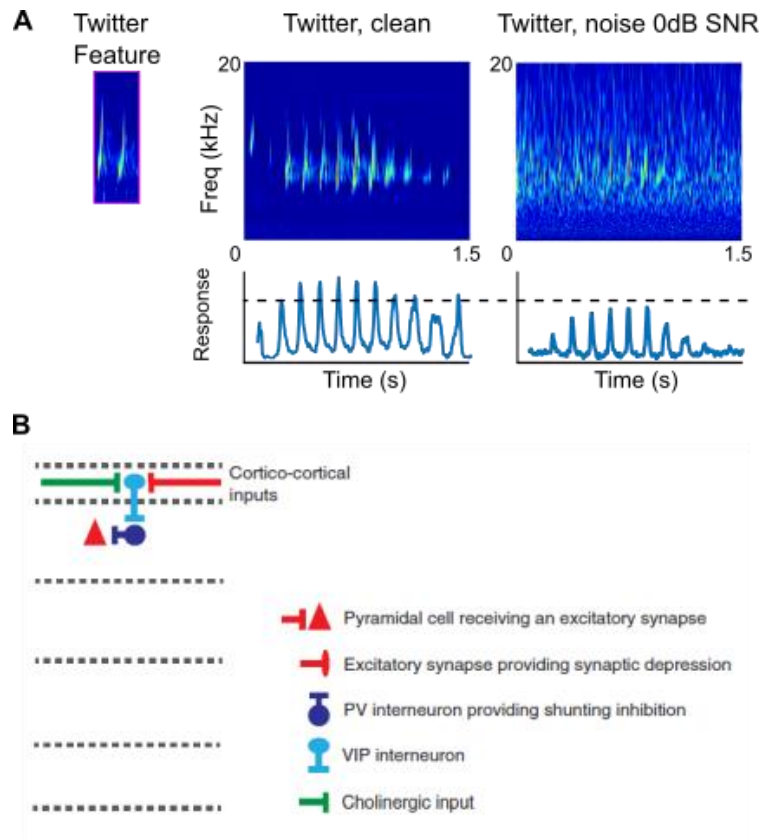 A
Twitter
Feature
Twitter, clean
Twitter, noise 0dB SNR
20
20
Freq (kHz)
0
1.5
0
1.5
Response
Time (s)
Time (s)
B
Cortico-cortical
inputs
Pyramidal cell receiving an excitatory synapse
Excitatory synapse providing synaptic depression
PV interneuron providing shunting inhibition
VIP interneuron
Cholinergic input